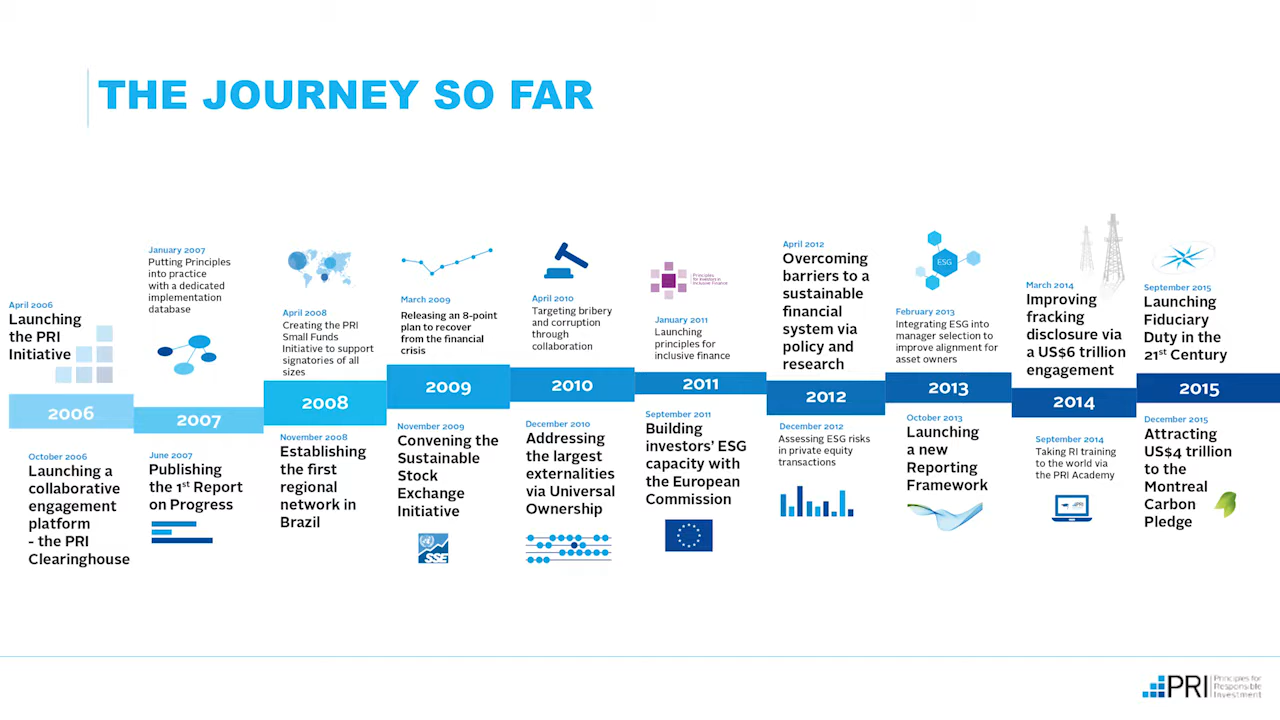 THE JOURNEY SO FAR
April 2006
Launching
the PRI
Initiative
2006
October 2006
Launching a
collaborative
engagement
platform
- the PRI
Clearinghouse
January 2007
Putting Principles
into practice
with a dedicated
implementation
database
2007
June 2007
Publishing
the 1st Report
on Progress
April 2008
Creating the PRI
Small Funds
Initiative to support
signatories of all
sizes
2008
November 2008
Establishing
the first
regional
network in
Brazil
March 2009
Releasing an 8-point
plan to recover
from the financial
crisis
2009
November 2009
Convening the
Sustainable
Stock
Exchange
Initiative
SSE
April 2010
Targeting bribery
and corruption
through
collaboration
2010
December 2010
Addressing
the largest
externalities
via Universal
Ownership
Principles
for Investors in
Inclusive Finance
January 2011
Launching
principles for
inclusive finance
2011
September 2011
Building
investors' ESG
capacity with
the European
Commission
April 2012
Overcoming
barriers to a
sustainable
financial
system via
policy and
research
2012
December 2012
Assessing ESG risks
in private equity
transactions
ESG
February 2013
Integrating ESG into
manager selection to
improve alignment for
asset owners
2013
October 2013
Launching
a new
Reporting
Framework
March 2014
Improving
fracking
disclosure via
a US$6 trillion
engagement
2014
September 2014
Taking RI training
to the world via
the PRI Academy
September 2015
Launching
Fiduciary
Duty in the
21st Century
2015
December 2015
Attracting
US$4 trillion
to the
Montreal
Carbon
Pledge
PRI
Principles for
Responsible
Investment